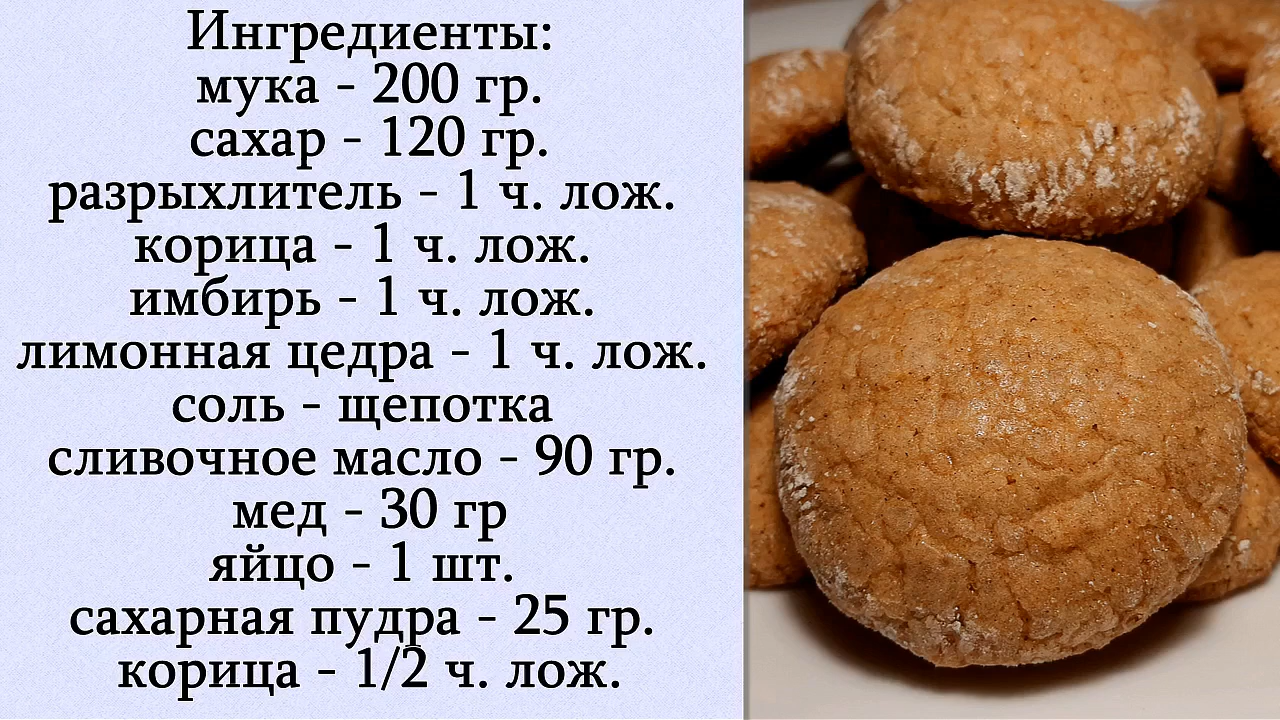 Ингредиенты:
мука - 200 гр.
сахар - 120 гр.
разрыхлитель - 1 ч. лож.
корица - 1 ч. лож.
имбирь - 1 ч. лож.
лимонная цедра - 1 ч. лож.
соль - щепотка
сливочное масло - 90 гр.
мед - 30 гр
яйцо - 1 шт.
сахарная пудра - 25 гр.
корица - 1/2 ч. лож.